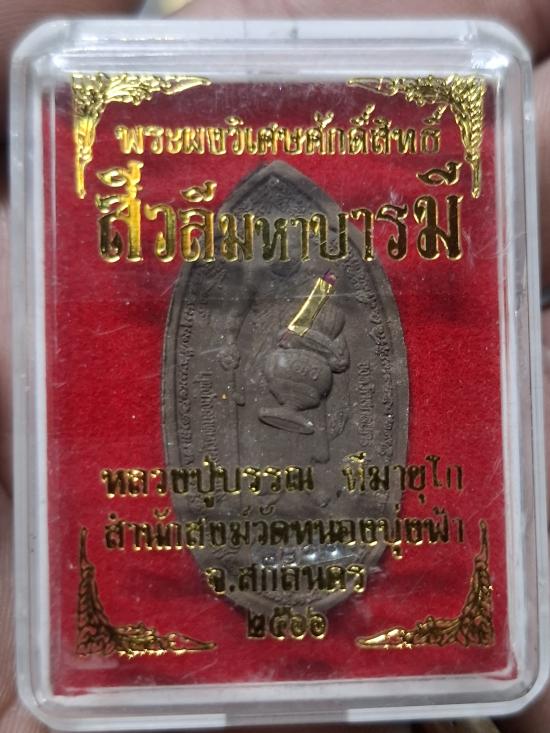 พระผงวิเศษศักดิ์สิทธิ์
สีวลีมหาบารมี
หลวงปู่บรรณ ทีฆายุโก
สำนักสงฆ์วัดหนองบุ่งฟ้า
จ.สกลนคร
๒๕๖๖